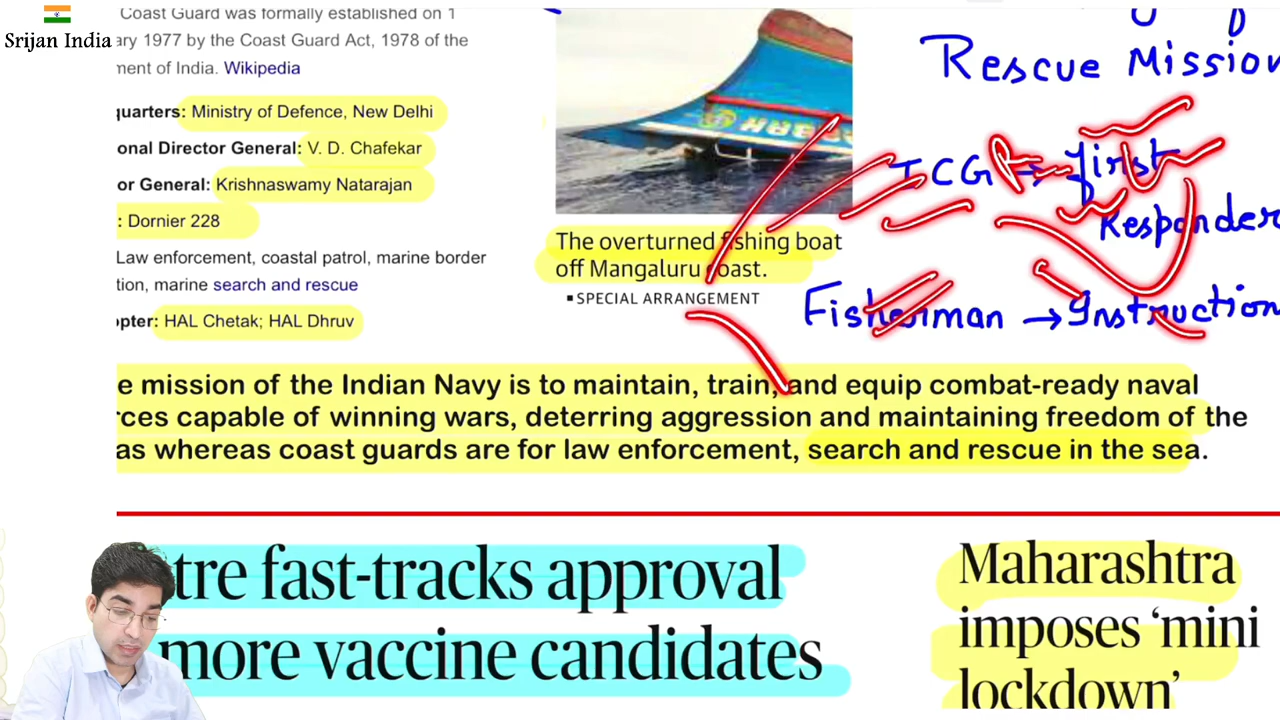 Srijan India
Coast Guard was formally established on 1
ary 1977 by the Coast Guard Act, 1978 of the
ment of India. Wikipedia
quarters: Ministry of Defence, New Delhi
onal Director General: V. D. Chafekar
or General: Krishnaswamy Natarajan
: Dornier 228
Law enforcement, coastal patrol, marine border
tion, marine search and rescue
opter: HAL Chetak; HAL Dhruv
The overturned fishing boat
off Mangaluru coast.
▪SPECIAL ARRANGEMENT
Rescue Mission
ICG → first
Responder
Fisherman → Instruction
e mission of the Indian Navy is to maintain, train, and equip combat-ready naval
rces capable of winning wars, deterring aggression and maintaining freedom of the
as whereas coast guards are for law enforcement, search and rescue in the sea.
tre fast-tracks approval
more vaccine candidates
Maharashtra
imposes ‘mini
lockdown’